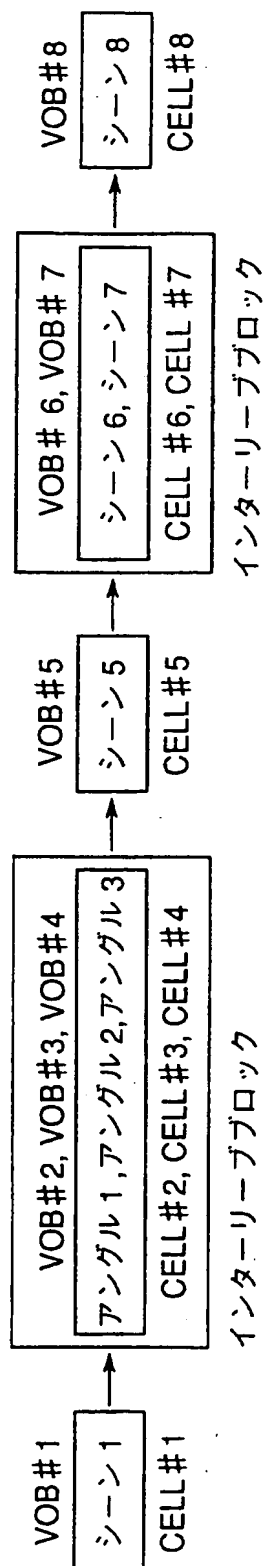 VOB#1
シーン1
CELL#1
VOB#2, VOB#3, VOB#4
アングル1,アングル2,アングル3
CELL#2, CELL#3, CELL#4
インターリーブブロック
VOB#5
シーン5
CELL#5
VOB# 6, VOB# 7
シーン6,シーン7
CELL #6, CELL #7
インターリーブブロック
VOB#8
シーン8
CELL#8